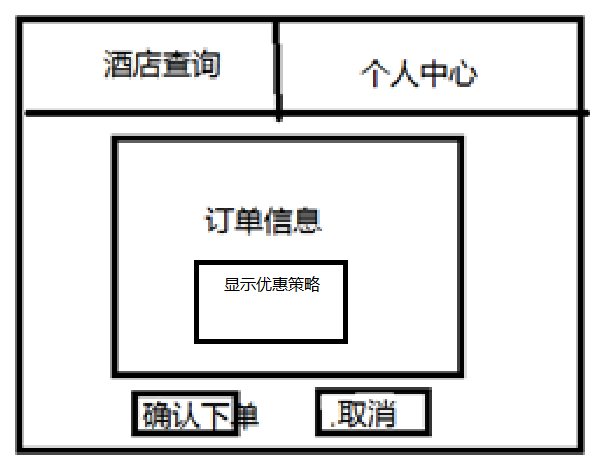 酒店查询
个人中心
订单信息
显示优惠策略
确认下单
.取消